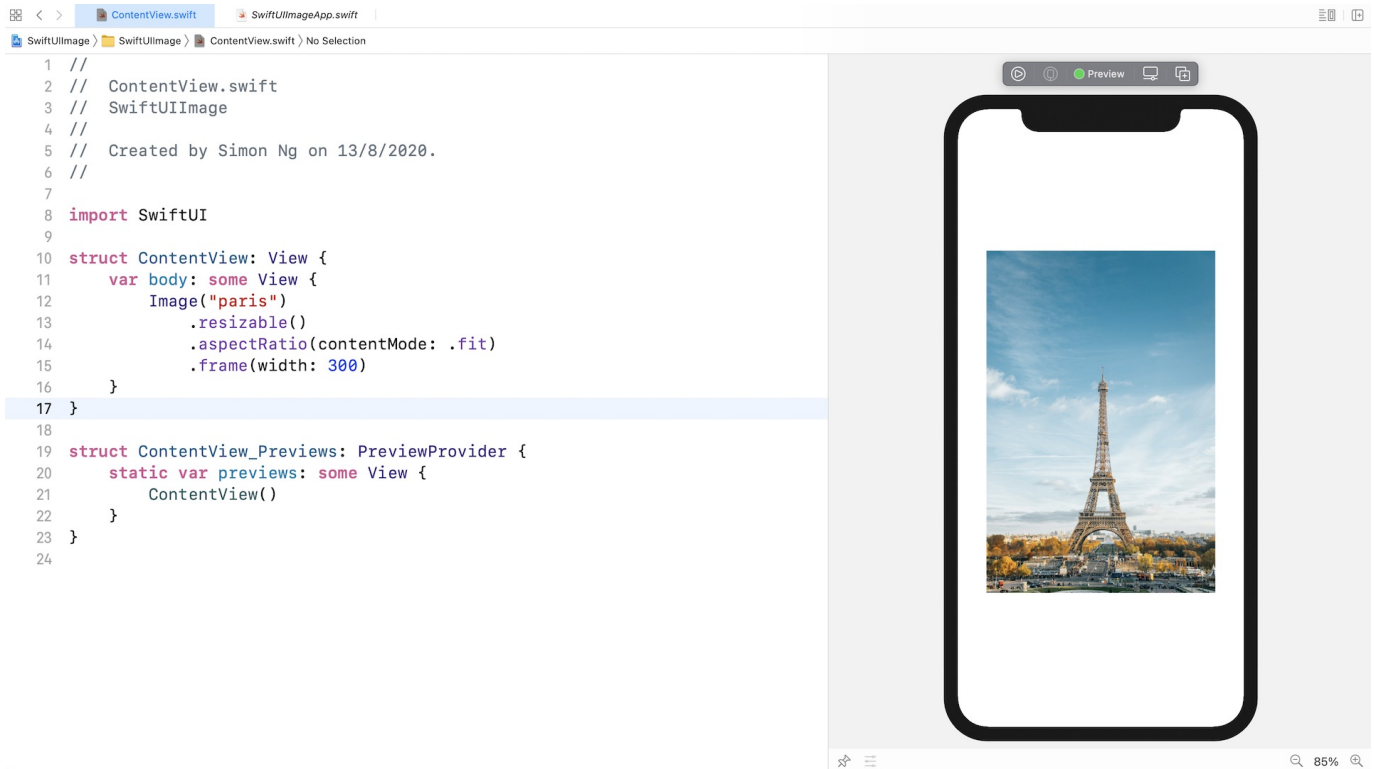 ContentView.swift
SwiftUIImageApp.swift
SwiftUIImage
SwiftUIImage
ContentView.swift
No Selection
1 //
2 //  ContentView.swift
3 //  SwiftUIImage
4 //
5 //  Created by Simon Ng on 13/8/2020.
6 //
7
8 import SwiftUI
9
10 struct ContentView: View {
11     var body: some View {
12         Image("paris")
13             .resizable()
14             .aspectRatio(contentMode: .fit)
15             .frame(width: 300)
16     }
17 }
18
19 struct ContentView_Previews: PreviewProvider {
20     static var previews: some View {
21         ContentView()
22     }
23 }
24
Preview
85%